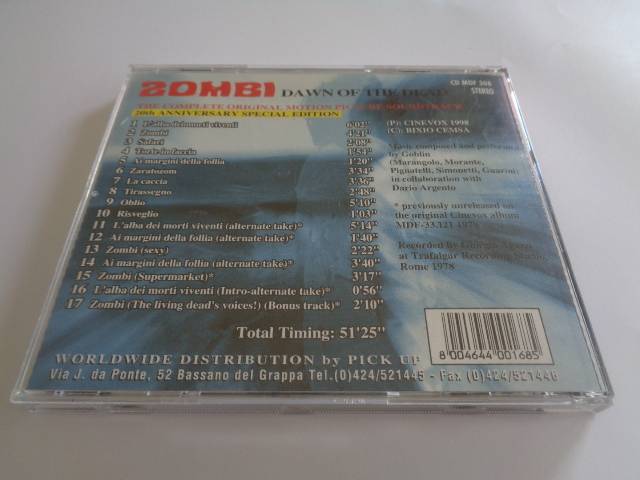 ZOMBI DAWN OF THE DEAD
CD MDF 308
STEREO
THE COMPLETE ORIGINAL MOTION PICTURE SOUNDTRACK
20th ANNIVERSARY SPECIAL EDITION
1 L'alba dei morti viventi 6'02"
2 Zombi 4'21"
3 Safari 2'08"
4 Torte in faccia 1'54"
5 Ai margini della follia 1'20"
6 Zaratozom 3'34"
7 La caccia 3'36"
8 Tirassegno 2'48"
9 Oblio 5'10"
10 Risveglio 1'03"
11 L'alba dei morti viventi (alternate take)* 5'14"
12 Ai margini della follia (alternate take)* 1'40"
13 Zombi (sexy) 2'22"
14 Ai margini della follia (alternate take)* 3'40"
15 Zombi (Supermarket)* 3'17"
16 L'alba dei morti viventi (Intro-alternate take)* 0'56"
17 Zombi (The living dead's voices!) (Bonus track)* 2'10"
Total Timing: 51'25"
(P): CINEVOX 1998
(C): BIXIO CEMSA
Music composed and performed
by Goblin
(Marangolo, Morante,
Pignatelli, Simonetti, Guarini)
in collaboration with
Dario Argento
* previously unreleased on
the original Cinevox album
MDF 33.121 1978
Recorded by Giorgio Agazzi
at Trafalgar Recording Studio,
Rome 1978
8 004644 001685
WORLDWIDE DISTRIBUTION by PICK UP
Via J. da Ponte, 52 Bassano del Grappa Tel.(0)424/521445 - Fax (0)424/521446